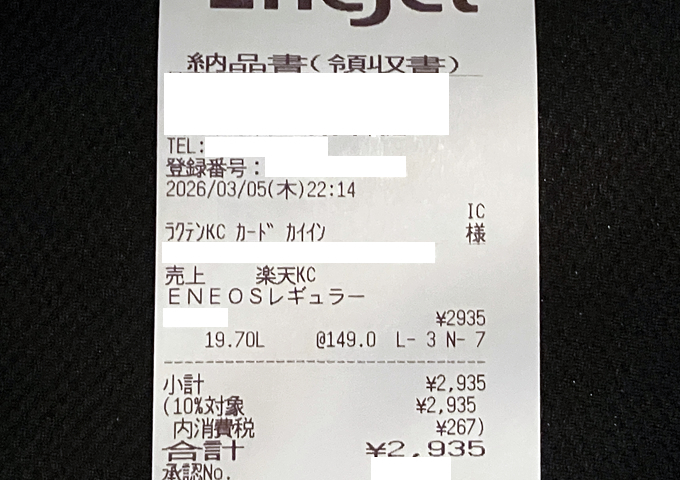 EneJet
納品書(領収書)
TEL:
登録番号:
2026/03/05(木)22:14
IC
ラクテンKC カード カイイン 様
売上 楽天KC
ENEOSレギュラー
¥2935
19.70L @149.0 L- 3 N- 7
小計 ¥2,935
(10%対象 ¥2,935
内消費税 ¥267)
合計 ¥2,935
承認No.